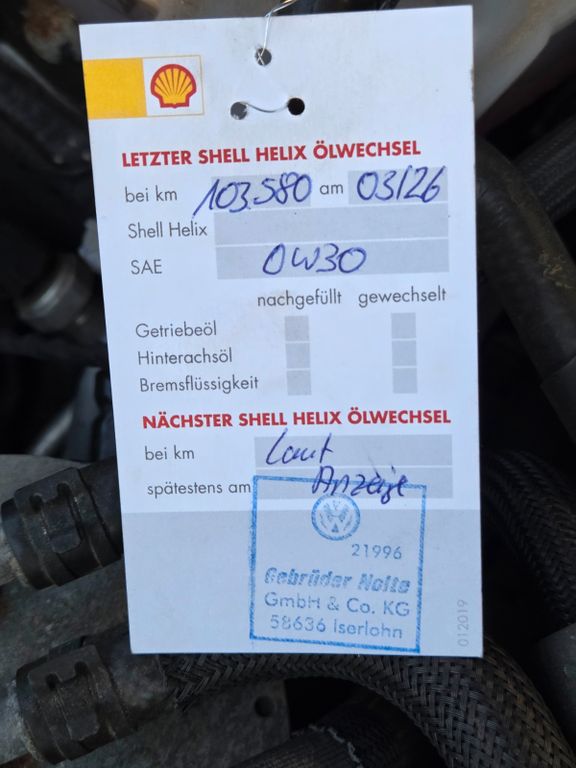 LETZTER SHELL HELIX ÖLWECHSEL
bei km 103.580 am 03/26
Shell Helix
SAE 0W30
nachgefüllt gewechselt
Getriebeöl
Hinterachsöl
Bremsflüssigkeit
NÄCHSTER SHELL HELIX ÖLWECHSEL
bei km laut
spätestens am Anzeige
21996
Gebrüder Nolte
GmbH & Co. KG
58636 Iserlohn
012019